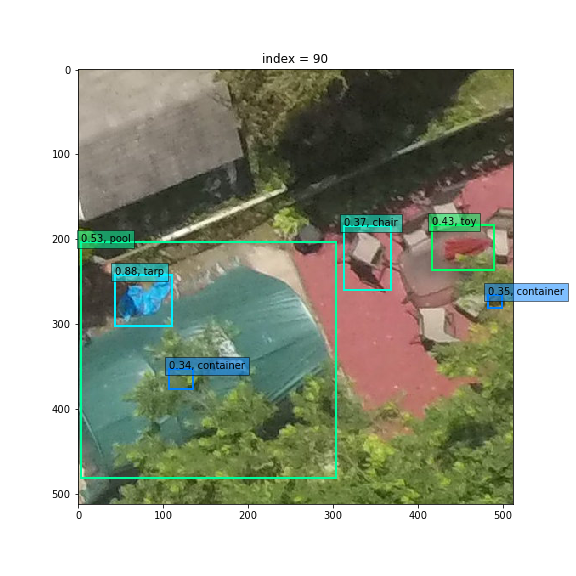 index = 90
0
100
200
300
400
500
0.53, pool
0.88, tarp
0.37, chair
0.43, toy
0.35, container
0.34, container
0 100 200 300 400 500